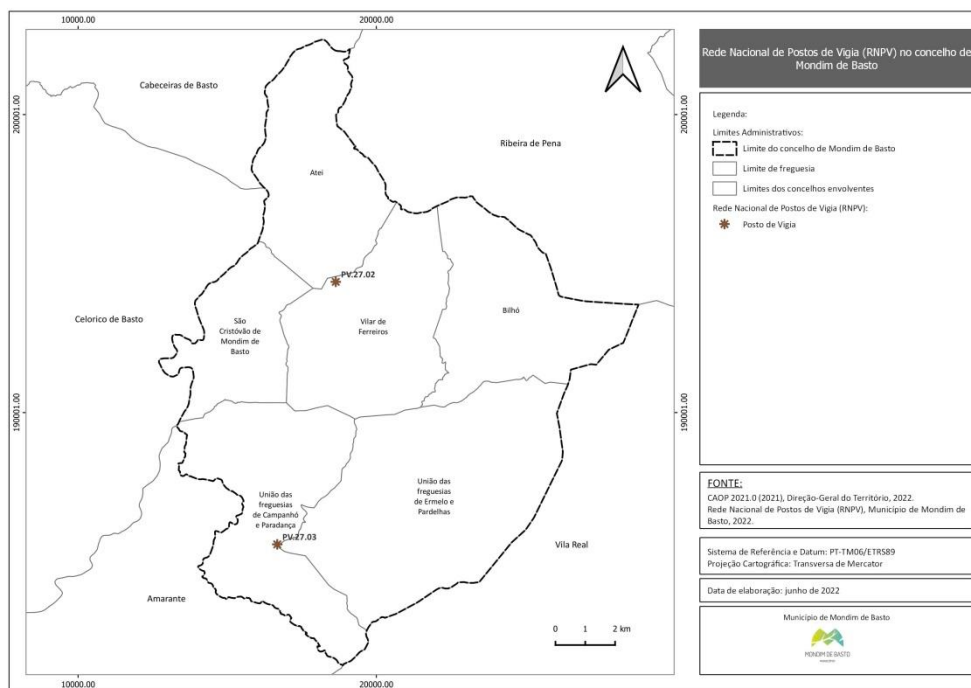 10000.00
20000.00
Cabeceiras de Basto
Rede Nacional de Postos de Vigia (RNPV) no concelho de
Mondim de Basto
200001.00
200001.00
Ribeira de Pena
Atei
Legenda:
Limites Administrativos:
Limite do concelho de Mondim de Basto
Limite de freguesia
Limites dos concelhos envolventes
Rede Nacional de Postos de Vigia (RNPV):
Posto de Vigia
PV.27.02
Celorico de Basto
São
Cristóvão de
Mondim de
Basto
Vilar de
Ferreiros
Bilhó
190001.00
190001.00
União das
freguesias
de Campanhó
e Paradança
União das
freguesias
de Ermelo e
Pardelhas
PV.27.03
Vila Real
Amarante
0 1 2 km
FONTE:
CAOP 2021.0 (2021), Direção-Geral do Território, 2022.
Rede Nacional de Postos de Vigia (RNPV), Município de Mondim de
Basto, 2022.
Sistema de Referência e Datum: PT-TM06/ETRS89
Projeção Cartográfica: Transversa de Mercator
Data de elaboração: junho de 2022
Município de Mondim de Basto
MONDIM DE BASTO
10000.00
20000.00